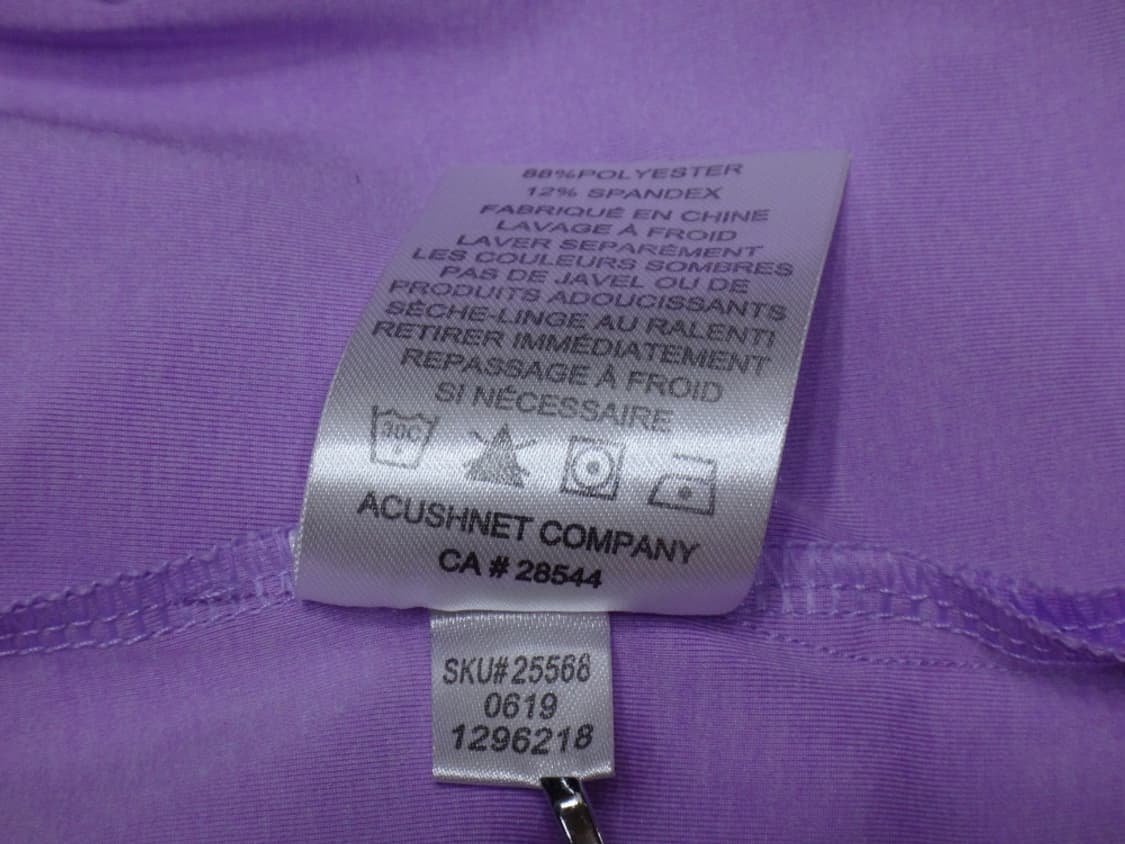 88%POLYESTER
12% SPANDEX
FABRIQUÉ EN CHINE
LAVAGE À FROID
LAVER SEPARÉMENT
LES COULEURS SOMBRES
PAS DE JAVEL OU DE
PRODUITS ADOUCISSANTS
SÈCHE-LINGE AU RALENTI
RETIRER IMMÉDIATEMENT
REPASSAGE À FROID
SI NÉCESSAIRE
30C
ACUSHNET COMPANY
CA # 28544
SKU#25568
0619
1296218